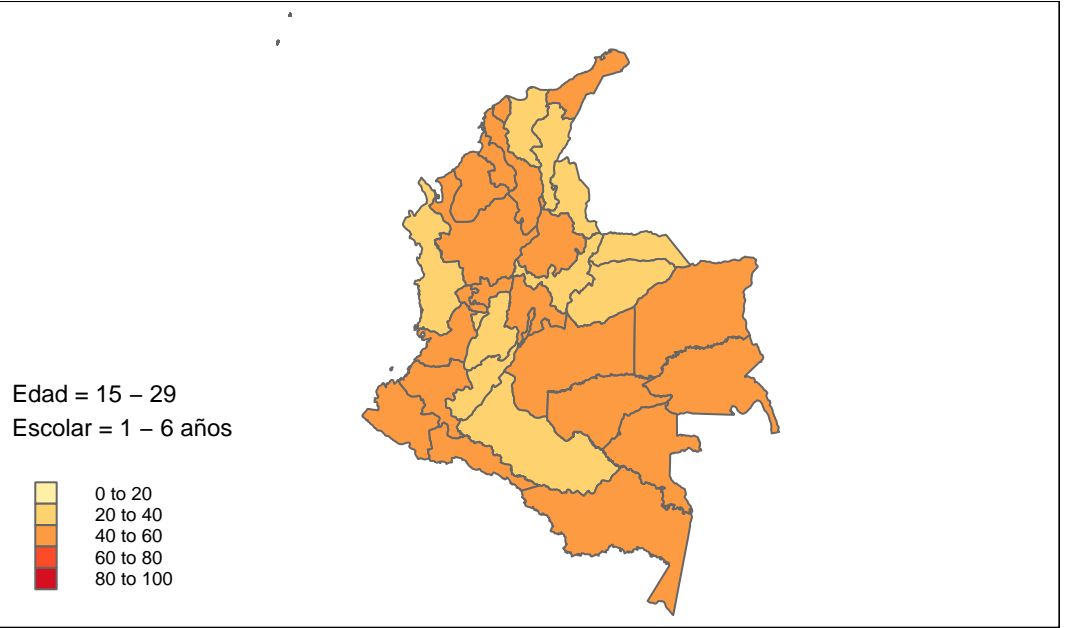 Edad = 15 – 29
Escolar = 1 – 6 años
0 to 20
20 to 40
40 to 60
60 to 80
80 to 100